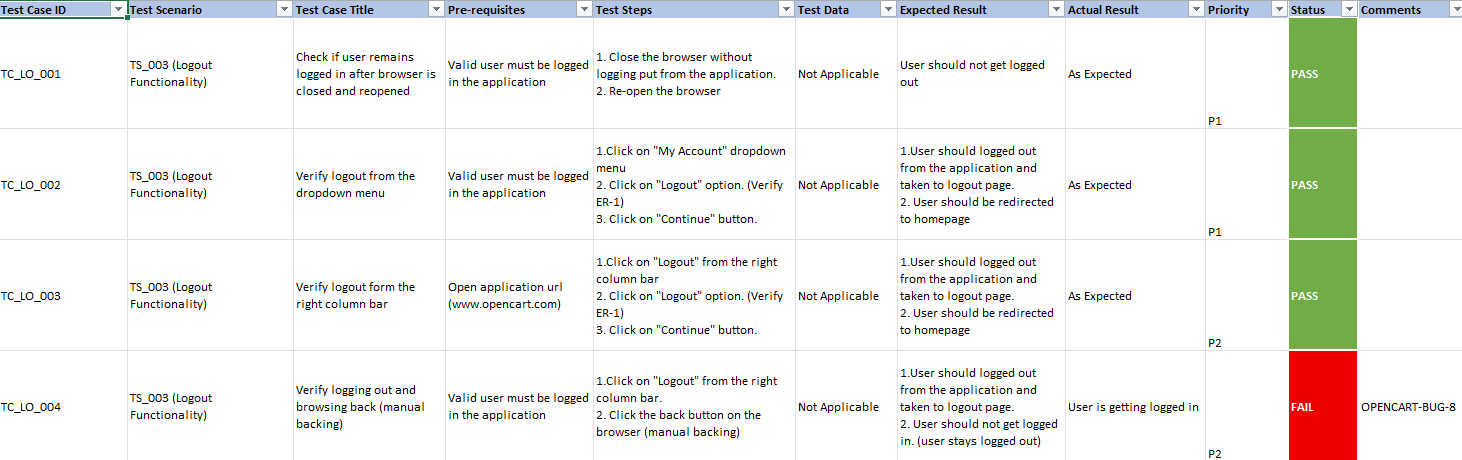 Test Case ID Test Scenario Test Case Title Pre-requisites Test Steps Test Data Expected Result Actual Result Priority Status Comments
TC_LO_001
TS_003 (Logout
Functionality)
Check if user remains
logged in after browser is
closed and reopened
Valid user must be logged
in the application
1. Close the browser without
logging put from the application.
2. Re-open the browser
Not Applicable
User should not get logged
out
As Expected
P1
PASS
TC_LO_002
TS_003 (Logout
Functionality)
Verify logout from the
dropdown menu
Valid user must be logged
in the application
1.Click on "My Account" dropdown
menu
2. Click on "Logout" option. (Verify
ER-1)
3. Click on "Continue" button.
Not Applicable
1.User should logged out
from the application and
taken to logout page.
2. User should be redirected
to homepage
As Expected
P1
PASS
TC_LO_003
TS_003 (Logout
Functionality)
Verify logout form the
right column bar
Open application url
(www.opencart.com)
1.Click on "Logout" from the right
column bar
2. Click on "Logout" option. (Verify
ER-1)
3. Click on "Continue" button.
Not Applicable
1.User should logged out
from the application and
taken to logout page.
2. User should be redirected
to homepage
As Expected
P2
PASS
TC_LO_004
TS_003 (Logout
Functionality)
Verify logging out and
browsing back (manual
backing)
Valid user must be logged
in the application
1.Click on "Logout" from the right
column bar.
2. Click the back button on the
browser (manual backing)
Not Applicable
1.User should logged out
from the application and
taken to logout page.
2. User should not get logged
in. (user stays logged out)
User is getting logged in
P2
FAIL
OPENCART-BUG-8